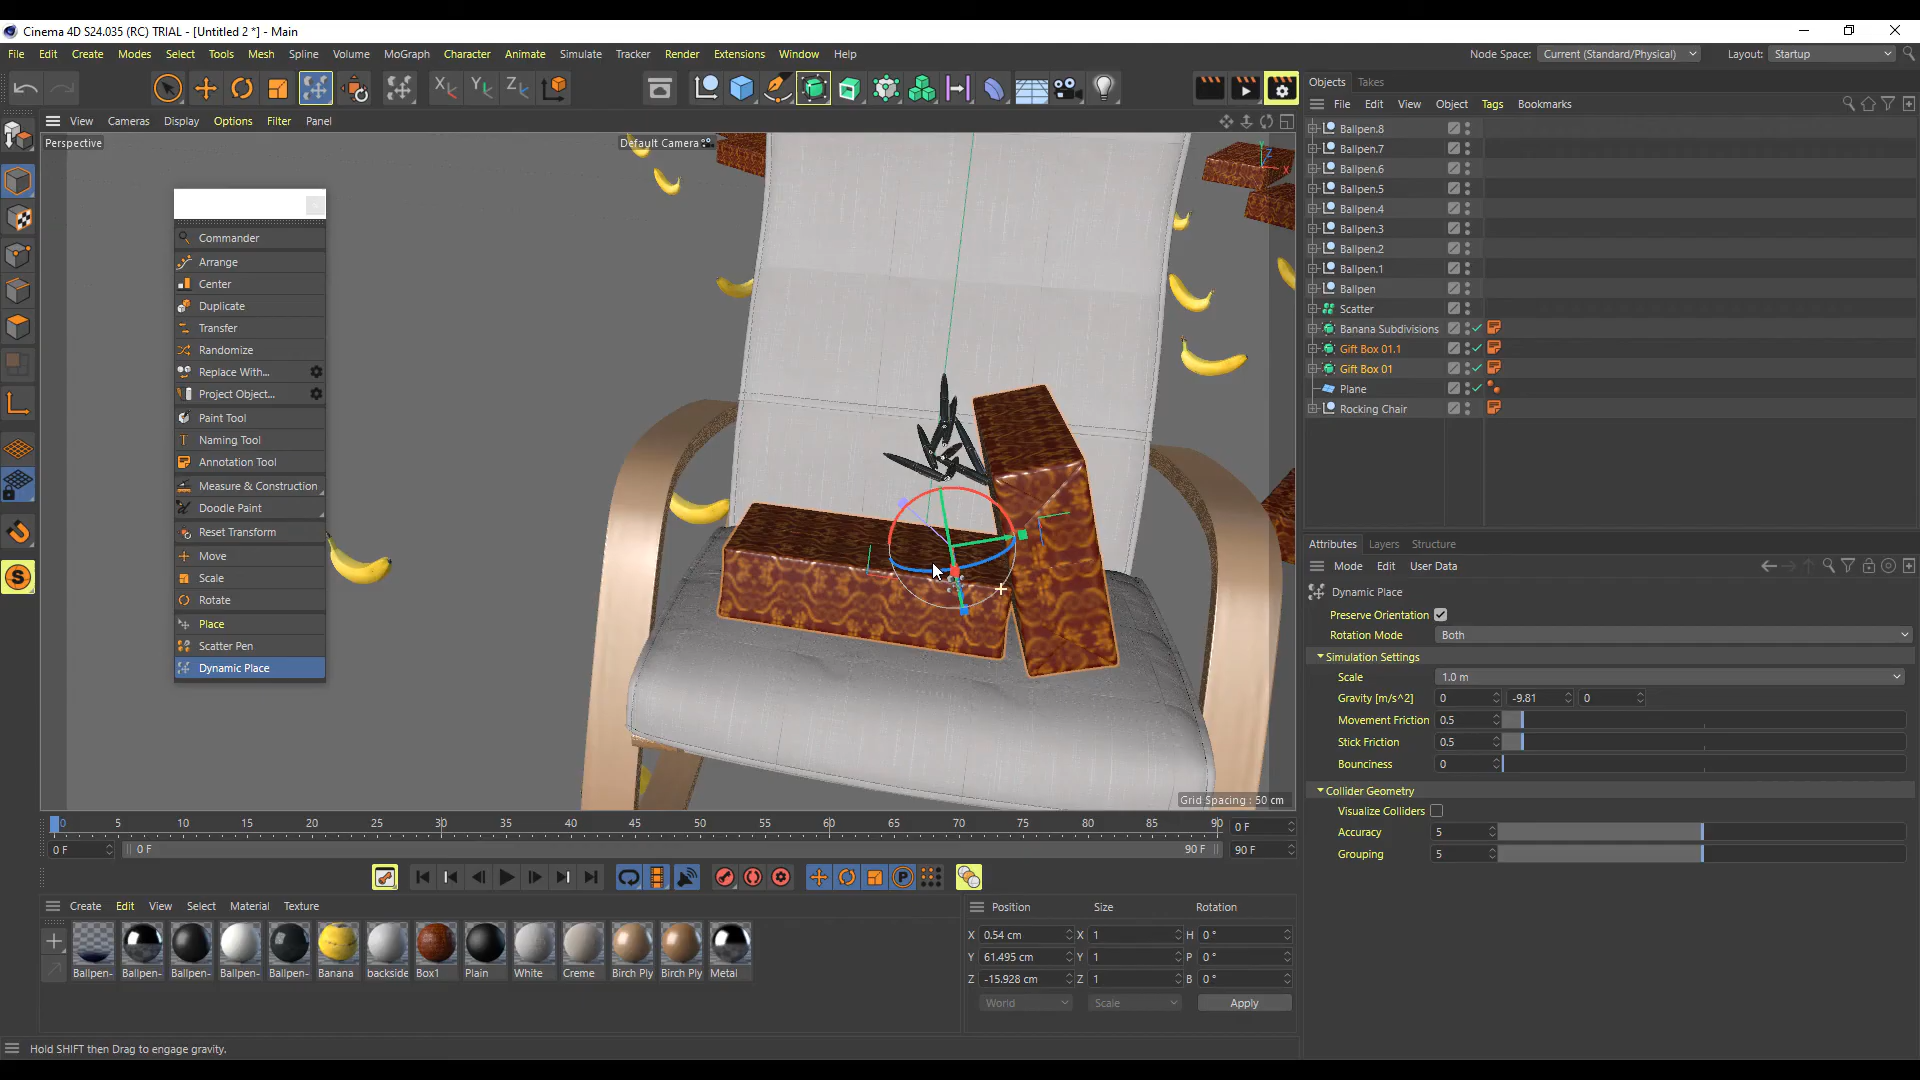 Cinema 4D S24.035 (RC) TRIAL - [Untitled 2 *] - Main
File Edit Create Modes Select Tools Mesh Spline Volume MoGraph Character Animate Simulate Tracker Render Extensions Window Help
Node Space: Current (Standard/Physical) Layout: Startup
View Cameras Display Options Filter Panel
Perspective
Default Camera
Commander
Arrange
Center
Duplicate
Transfer
Randomize
Replace With...
Project Object...
Paint Tool
Naming Tool
Annotation Tool
Measure & Construction
Doodle Paint
Reset Transform
Move
Scale
Rotate
Place
Scatter Pen
Dynamic Place
Grid Spacing : 50 cm
Objects Takes
File Edit View Object Tags Bookmarks
Ballpen.8
Ballpen.7
Ballpen.6
Ballpen.5
Ballpen.4
Ballpen.3
Ballpen.2
Ballpen.1
Ballpen
Scatter
Banana Subdivisions
Gift Box 01.1
Gift Box 01
Plane
Rocking Chair
Attributes Layers Structure
Mode Edit User Data
Dynamic Place
Preserve Orientation
Rotation Mode Both
Simulation Settings
Scale 1.0 m
Gravity [m/s^2] 0 -9.81 0
Movement Friction 0.5
Stick Friction 0.5
Bounciness 0
Collider Geometry
Visualize Colliders
Accuracy 5
Grouping 5
0 5 10 15 20 25 30 35 40 45 50 55 60 65 70 75 80 85 90 0 F
0 F 0 F 90 F 90 F
Create Edit View Select Material Texture
Ballpen- Ballpen- Ballpen- Ballpen- Ballpen- Banana backside Box1 Plain White Creme Birch Ply Birch Ply Metal
Position Size Rotation
X 0.54 cm X 1 H 0 °
Y 61.495 cm Y 1 P 0 °
Z -15.928 cm Z 1 B 0 °
World Scale Apply
Hold SHIFT then Drag to engage gravity.